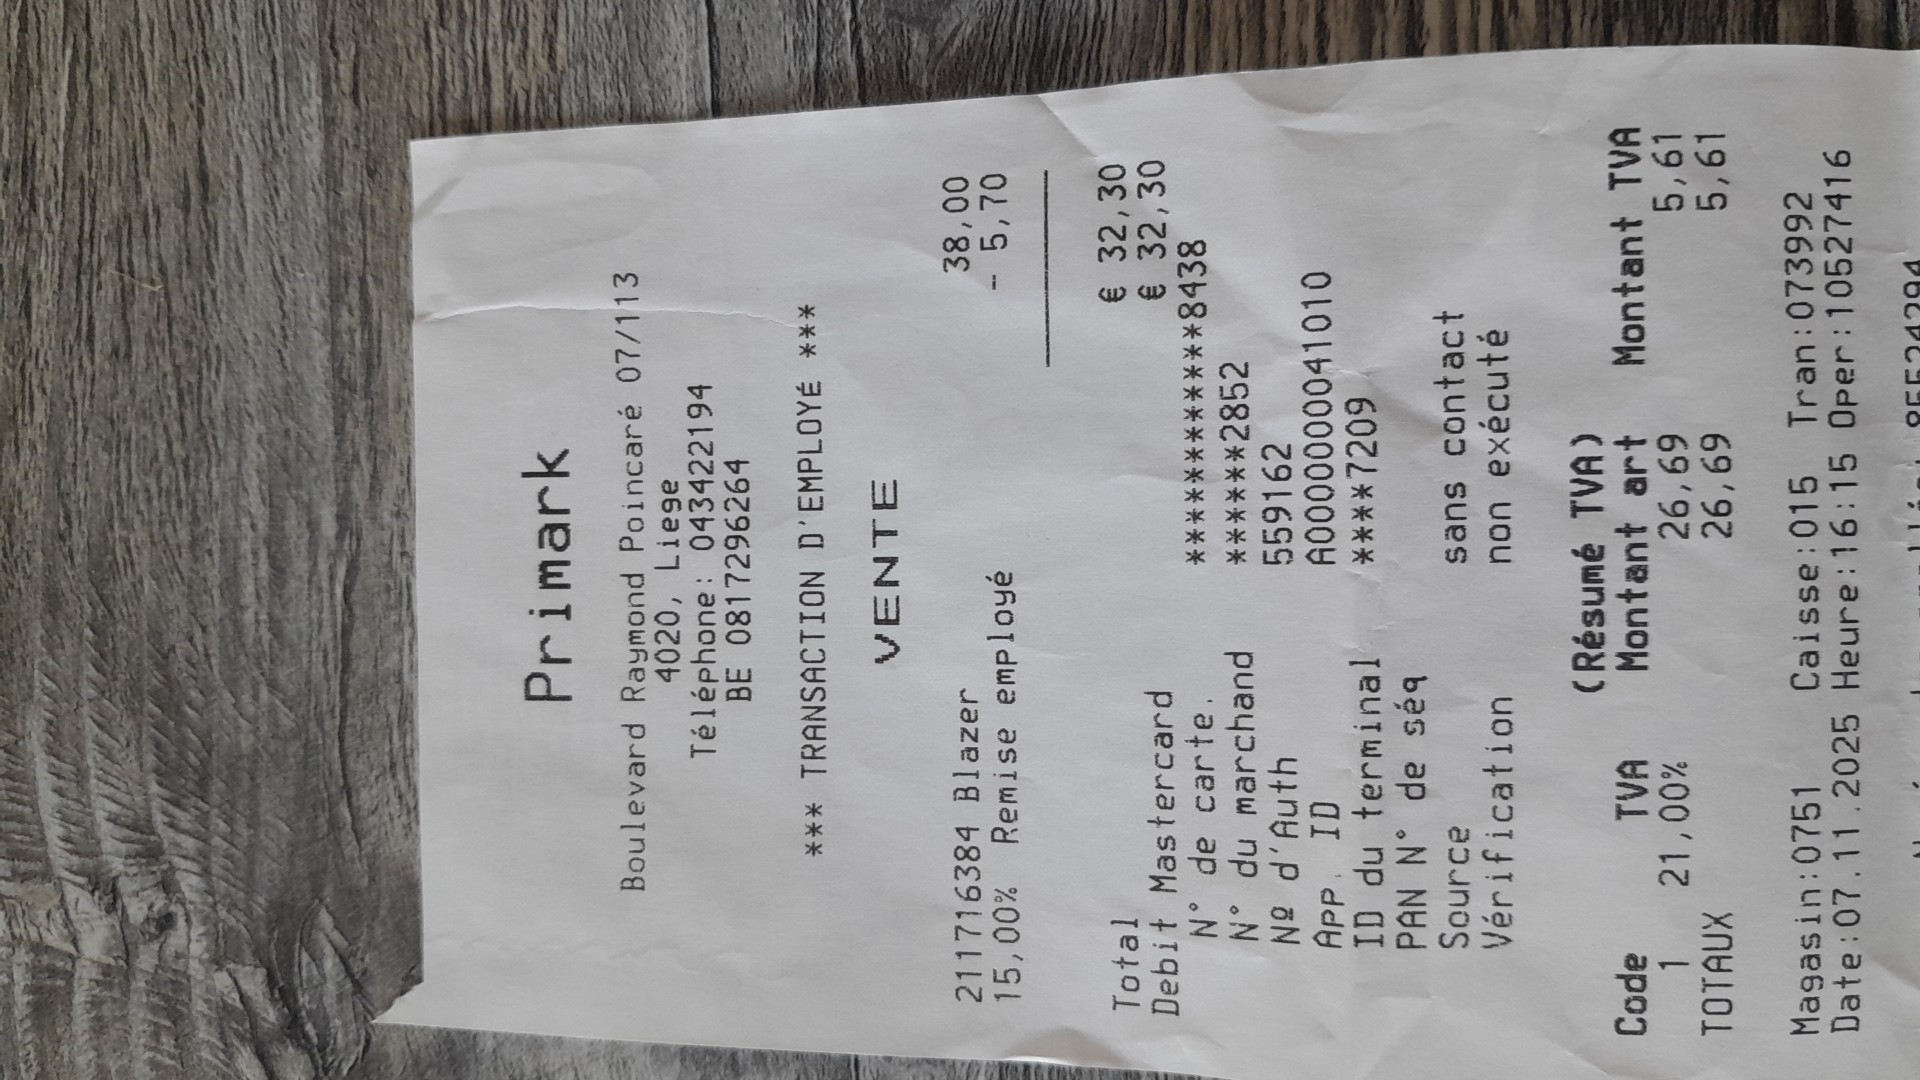 Primark
Boulevard Raymond Poincaré 07/113
4020, Liege
Téléphone: 043422194
BE 0817296264
*** TRANSACTION D'EMPLOYÉ ***
VENTE
211716384 Blazer 38,00
15,00% Remise employé - 5,70
Total € 32,30
Debit Mastercard € 32,30
N° de carte. ************8438
N° du marchand ******2852
Nº d'Auth 559162
App. ID A0000000041010
ID du terminal ****7209
PAN N° de séq
Source sans contact
Vérification non exécuté
(Résumé TVA)
Code TVA Montant art Montant TVA
1 21,00% 26,69 5,61
TOTAUX 26,69 5,61
Magasin:0751 Caisse:015 Tran:073992
Date:07.11.2025 Heure:16:15 Oper:10527416